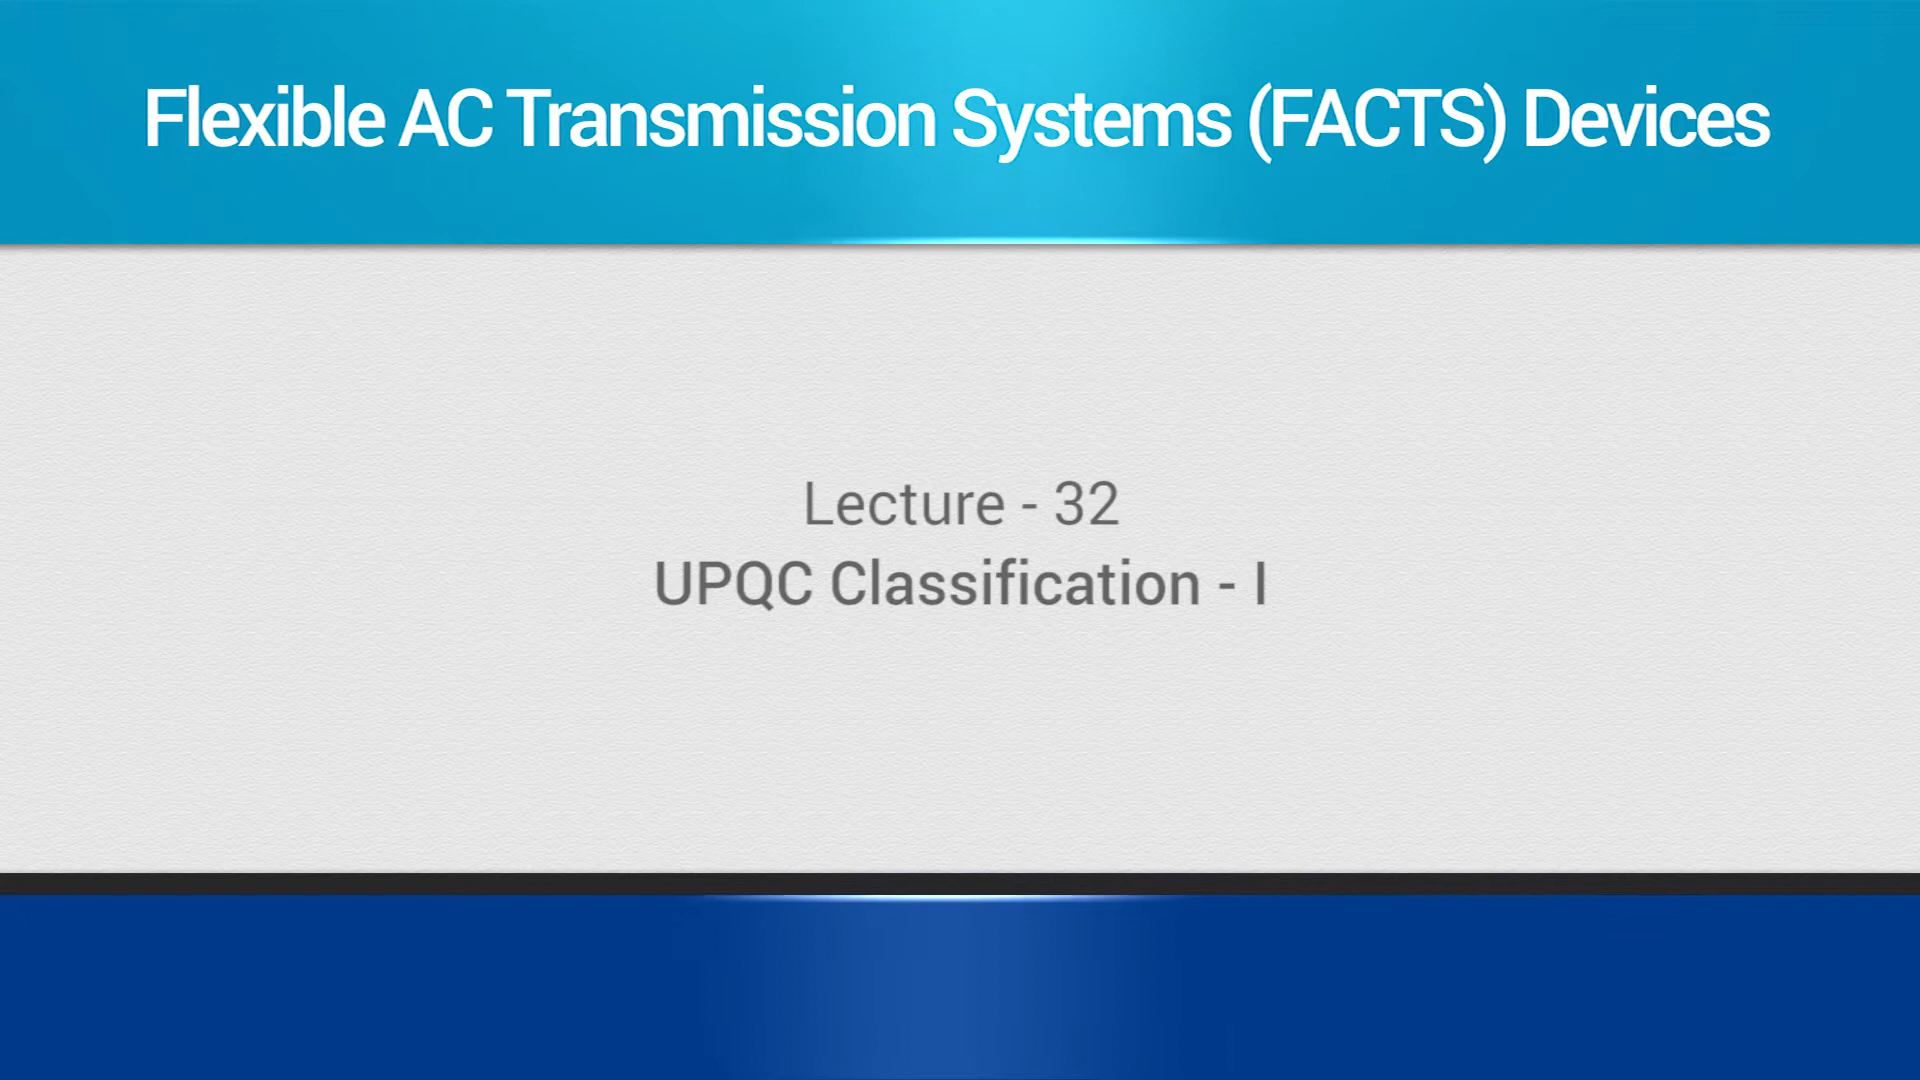 Flexible AC Transmission Systems (FACTS) Devices
Lecture - 32
UPQC Classification - I